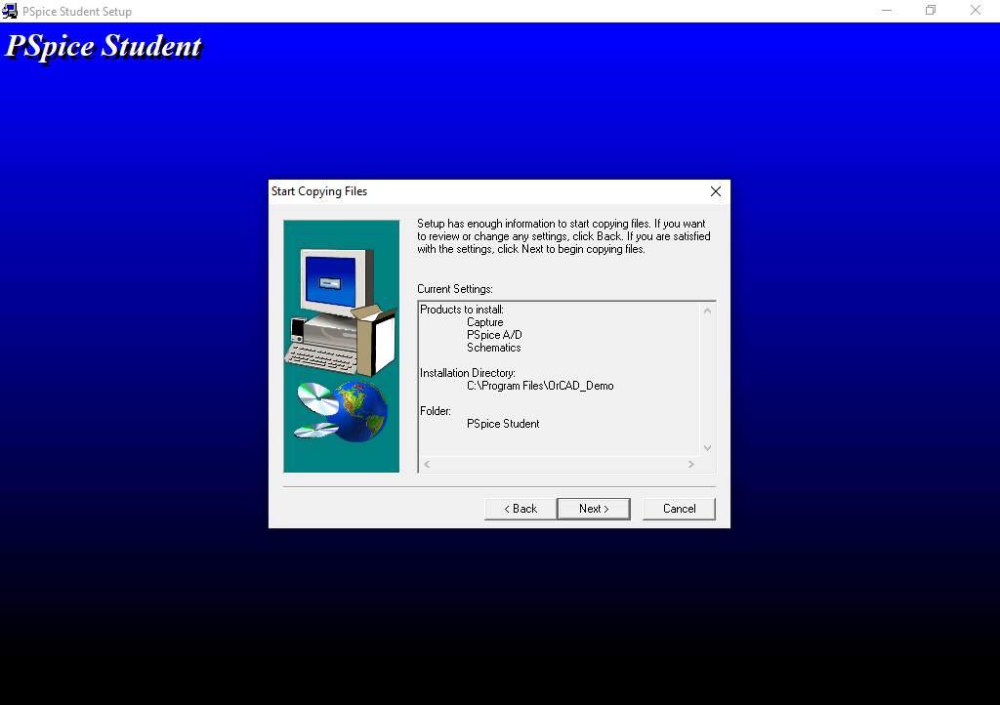 PSpice Student Setup
PSpice Student
Start Copying Files
Setup has enough information to start copying files. If you want
to review or change any settings, click Back. If you are satisfied
with the settings, click Next to begin copying files.
Current Settings:
Products to install:
Capture
PSpice A/D
Schematics
Installation Directory:
C:\Program Files\OrCAD_Demo
Folder:
PSpice Student
< Back
Next >
Cancel